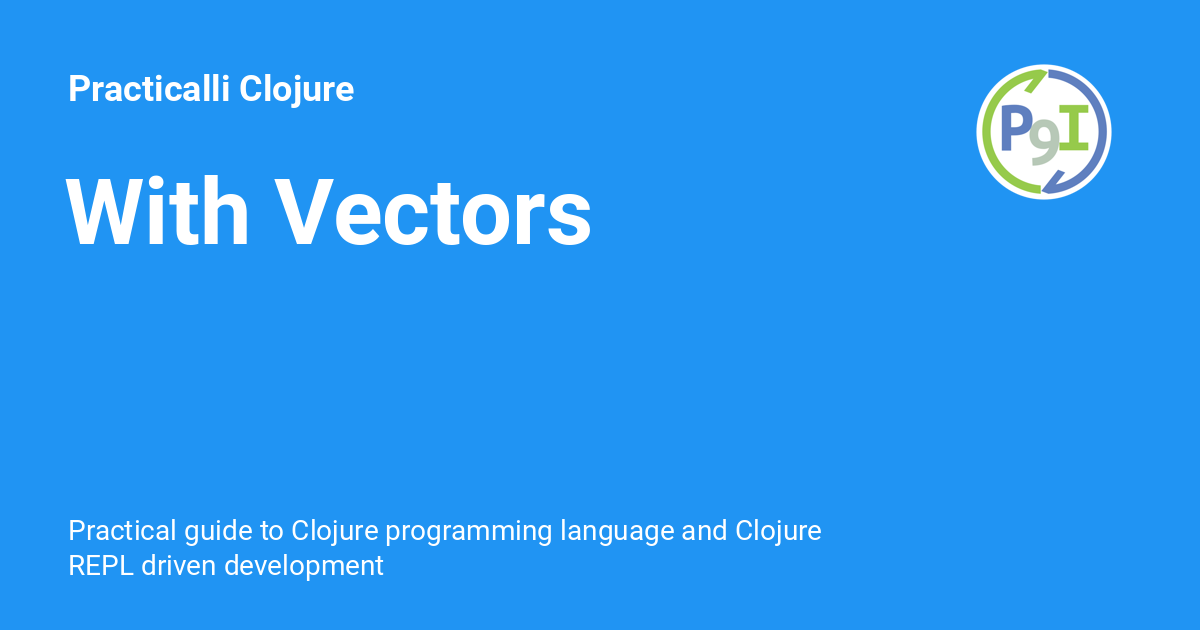 Practicalli Clojure
P9I
With Vectors
Practical guide to Clojure programming language and Clojure
REPL driven development